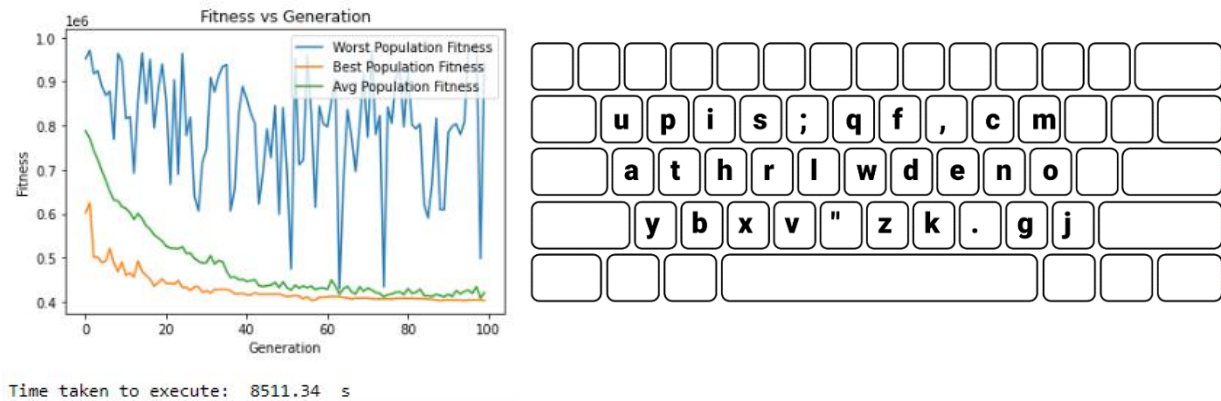 Fitness vs Generation
1e6
1.0
0.9
0.8
0.7
0.6
0.5
0.4
Fitness
Worst Population Fitness
Best Population Fitness
Avg Population Fitness
0 20 40 60 80 100
Generation
Time taken to execute: 8511.34 s
u p i s ; q f , c m
a t h r l w d e n o
y b x v " z k . g j